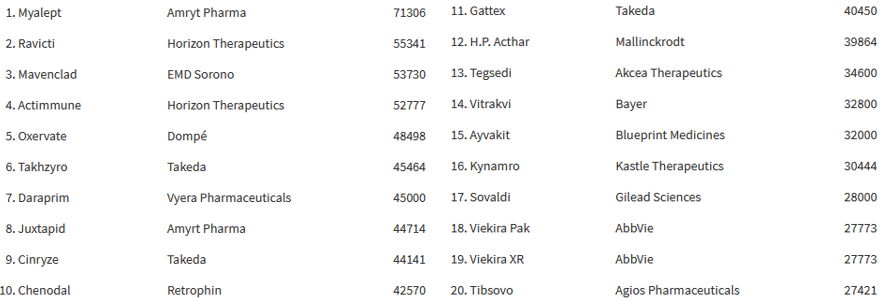 1. Myalept Amryt Pharma 71306
2. Ravicti Horizon Therapeutics 55341
3. Mavenclad EMD Sorono 53730
4. Actimmune Horizon Therapeutics 52777
5. Oxervate Dompé 48498
6. Takhzyro Takeda 45464
7. Daraprim Vyera Pharmaceuticals 45000
8. Juxtapid Amyrt Pharma 44714
9. Cinryze Takeda 44141
10. Chenodal Retrophin 42570
11. Gattex Takeda 40450
12. H.P. Acthar Mallinckrodt 39864
13. Tegsedi Akcea Therapeutics 34600
14. Vitrakvi Bayer 32800
15. Ayvakit Blueprint Medicines 32000
16. Kynamro Kastle Therapeutics 30444
17. Sovaldi Gilead Sciences 28000
18. Viekira Pak AbbVie 27773
19. Viekira XR AbbVie 27773
20. Tibsovo Agios Pharmaceuticals 27421